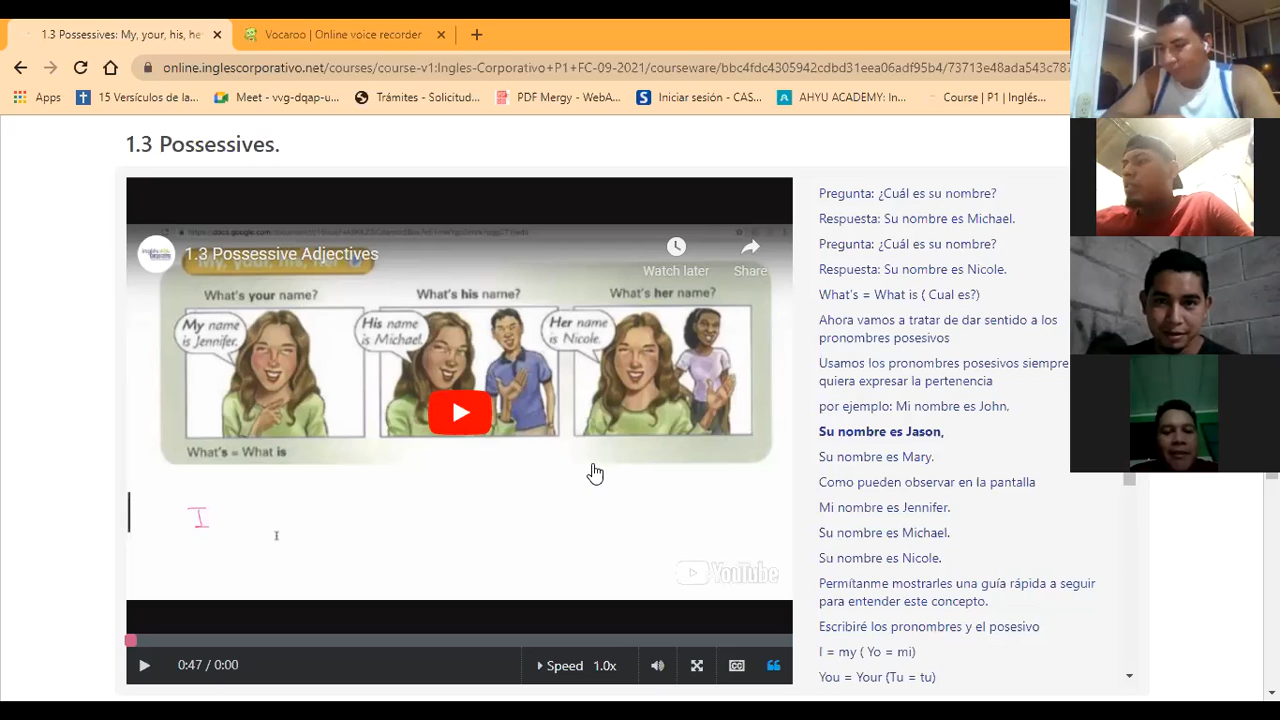 1.3 Possessives: My, your, his, he
Vocaroo | Online voice recorder
online.inglescorporativo.net/courses/course-v1:Ingles-Corporativo+P1+FC-09-2021/courseware/bbc4fdc4305942cdbd31eea06adf95b4/73713e48ada543c787
Apps
15 Versículos de la...
Meet - vvg-dqap-u...
Trámites - Solicitud...
PDF Mergy - WebA...
Iniciar sesión - CAS...
AHYU ACADEMY: In...
Course | P1 | Inglés...
1.3 Possessives.
1.3 Possessive Adjectives
Watch later
Share
What's your name?
What's his name?
What's her name?
My name
is Jennifer.
His name
is Michael.
Her name
is Nicole.
What's = What is
I
YouTube
0:47 / 0:00
Speed 1.0x
Pregunta: ¿Cuál es su nombre?
Respuesta: Su nombre es Michael.
Pregunta: ¿Cuál es su nombre?
Respuesta: Su nombre es Nicole.
What's = What is ( Cual es?)
Ahora vamos a tratar de dar sentido a los
pronombres posesivos
Usamos los pronombres posesivos siempre
quiera expresar la pertenencia
por ejemplo: Mi nombre es John,
Su nombre es Jason,
Su nombre es Mary.
Como pueden observar en la pantalla
Mi nombre es Jennifer.
Su nombre es Michael.
Su nombre es Nicole.
Permítanme mostrarles una guía rápida a seguir
para entender este concepto.
Escribiré los pronombres y el posesivo
I = my ( Yo = mi)
You = Your (Tu = tu)